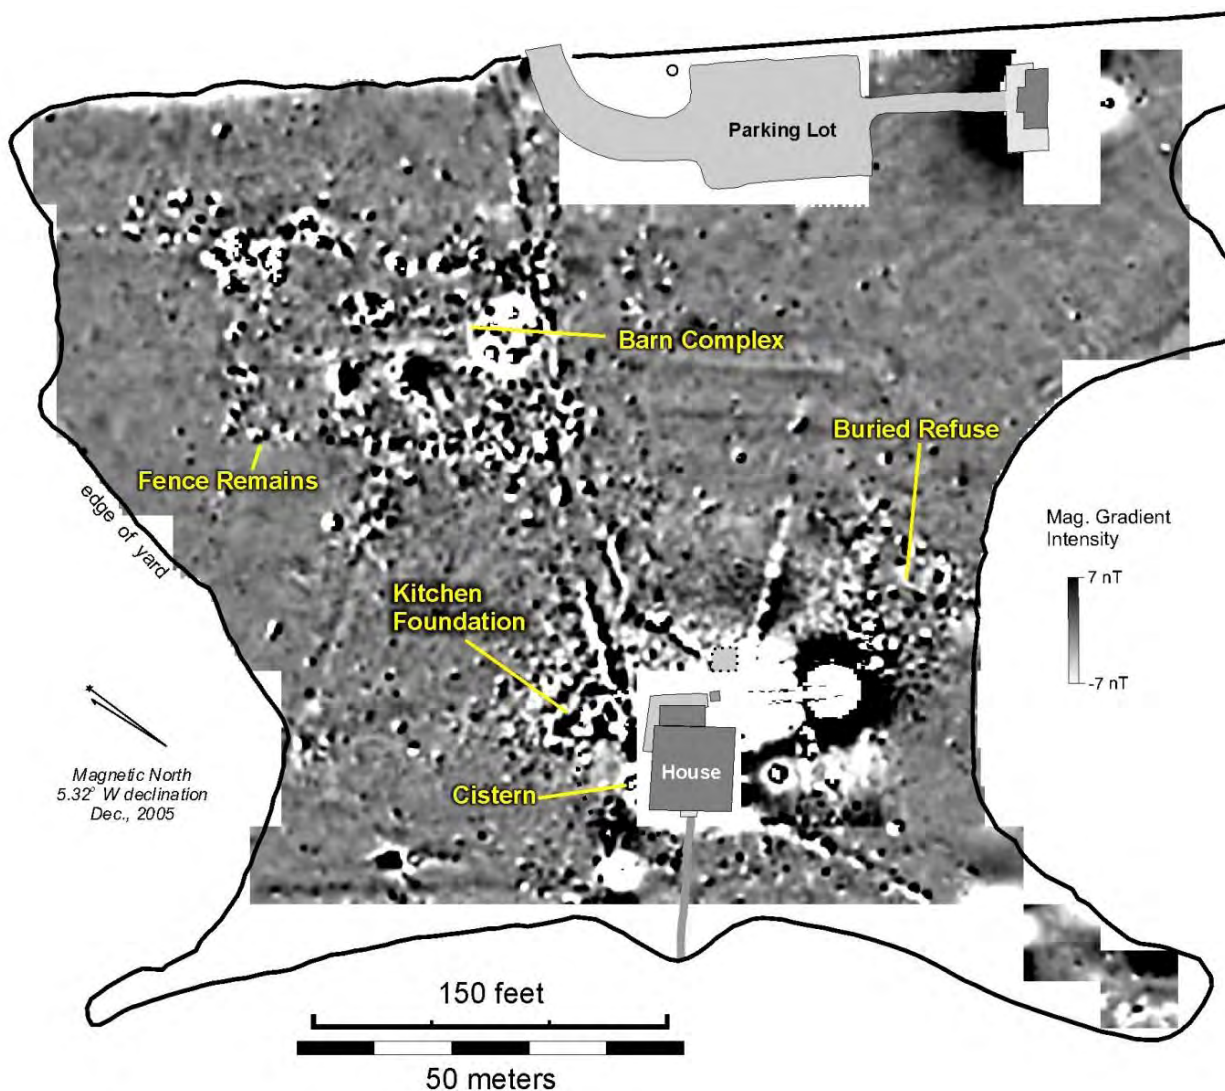 Parking Lot
Barn Complex
Buried Refuse
Fence Remains
edge of yard
Mag. Gradient
Intensity
7 nT
-7 nT
Kitchen
Foundation
Magnetic North
5.32° W declination
Dec., 2005
House
Cistern
150 feet
50 meters